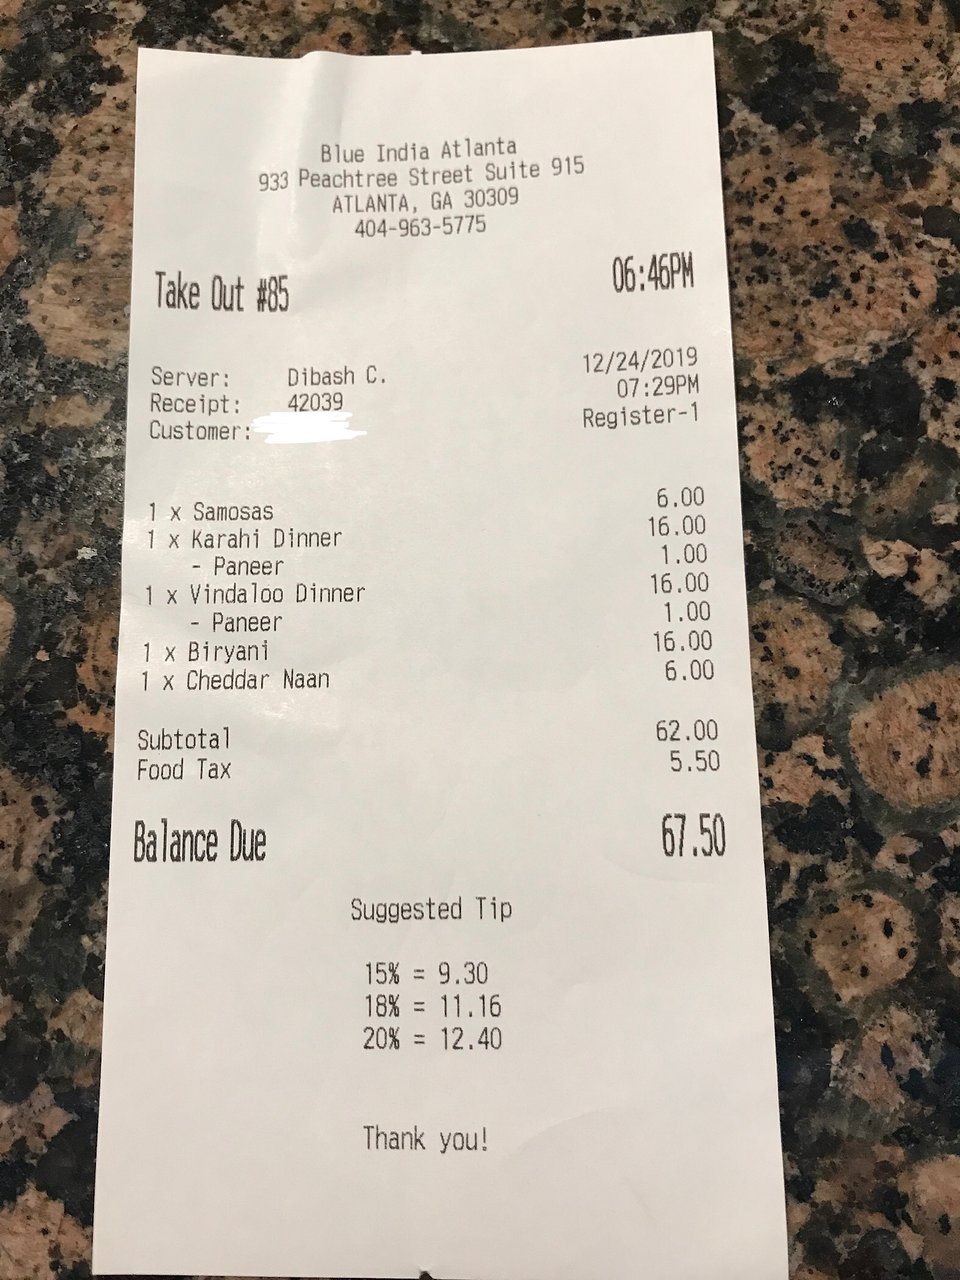 Blue India Atlanta
933 Peachtree Street Suite 915
ATLANTA, GA 30309
404-963-5775
Take Out #85 06:46PM
Server: Dibash C. 12/24/2019
07:29PM
Receipt: 42039
Customer: Register-1
1 x Samosas 6.00
1 x Karahi Dinner 16.00
- Paneer 1.00
1 x Vindaloo Dinner 16.00
- Paneer 1.00
1 x Biryani 16.00
1 x Cheddar Naan 6.00
Subtotal 62.00
Food Tax 5.50
Balance Due 67.50
Suggested Tip
15% = 9.30
18% = 11.16
20% = 12.40
Thank you!